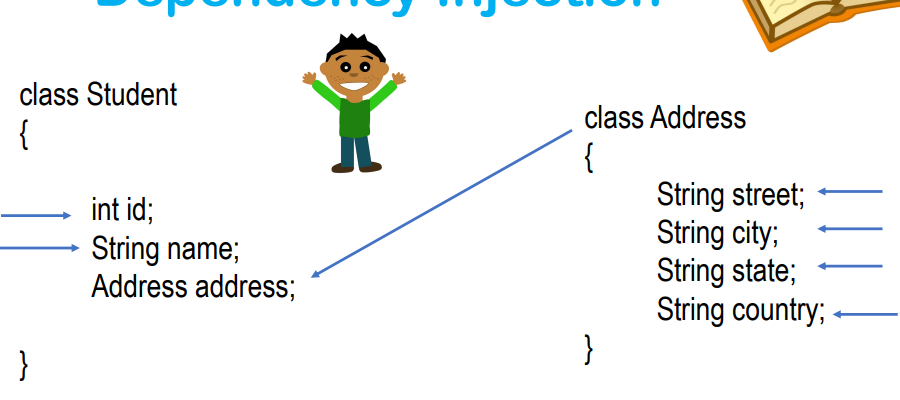 Dependency Injection
class Student
{
int id;
String name;
Address address;
}
class Address
{
String street;
String city;
String state;
String country;
}